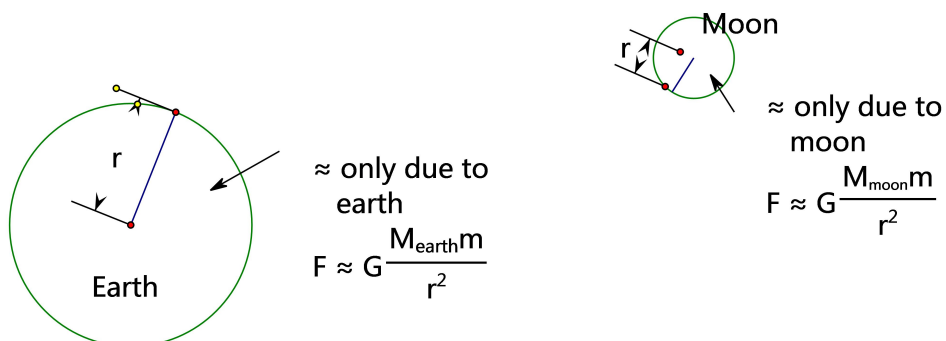 Moon
r
≈ only due to
moon
F ≈ G M_moon m / r²
r
≈ only due to
earth
F ≈ G M_earth m / r²
Earth